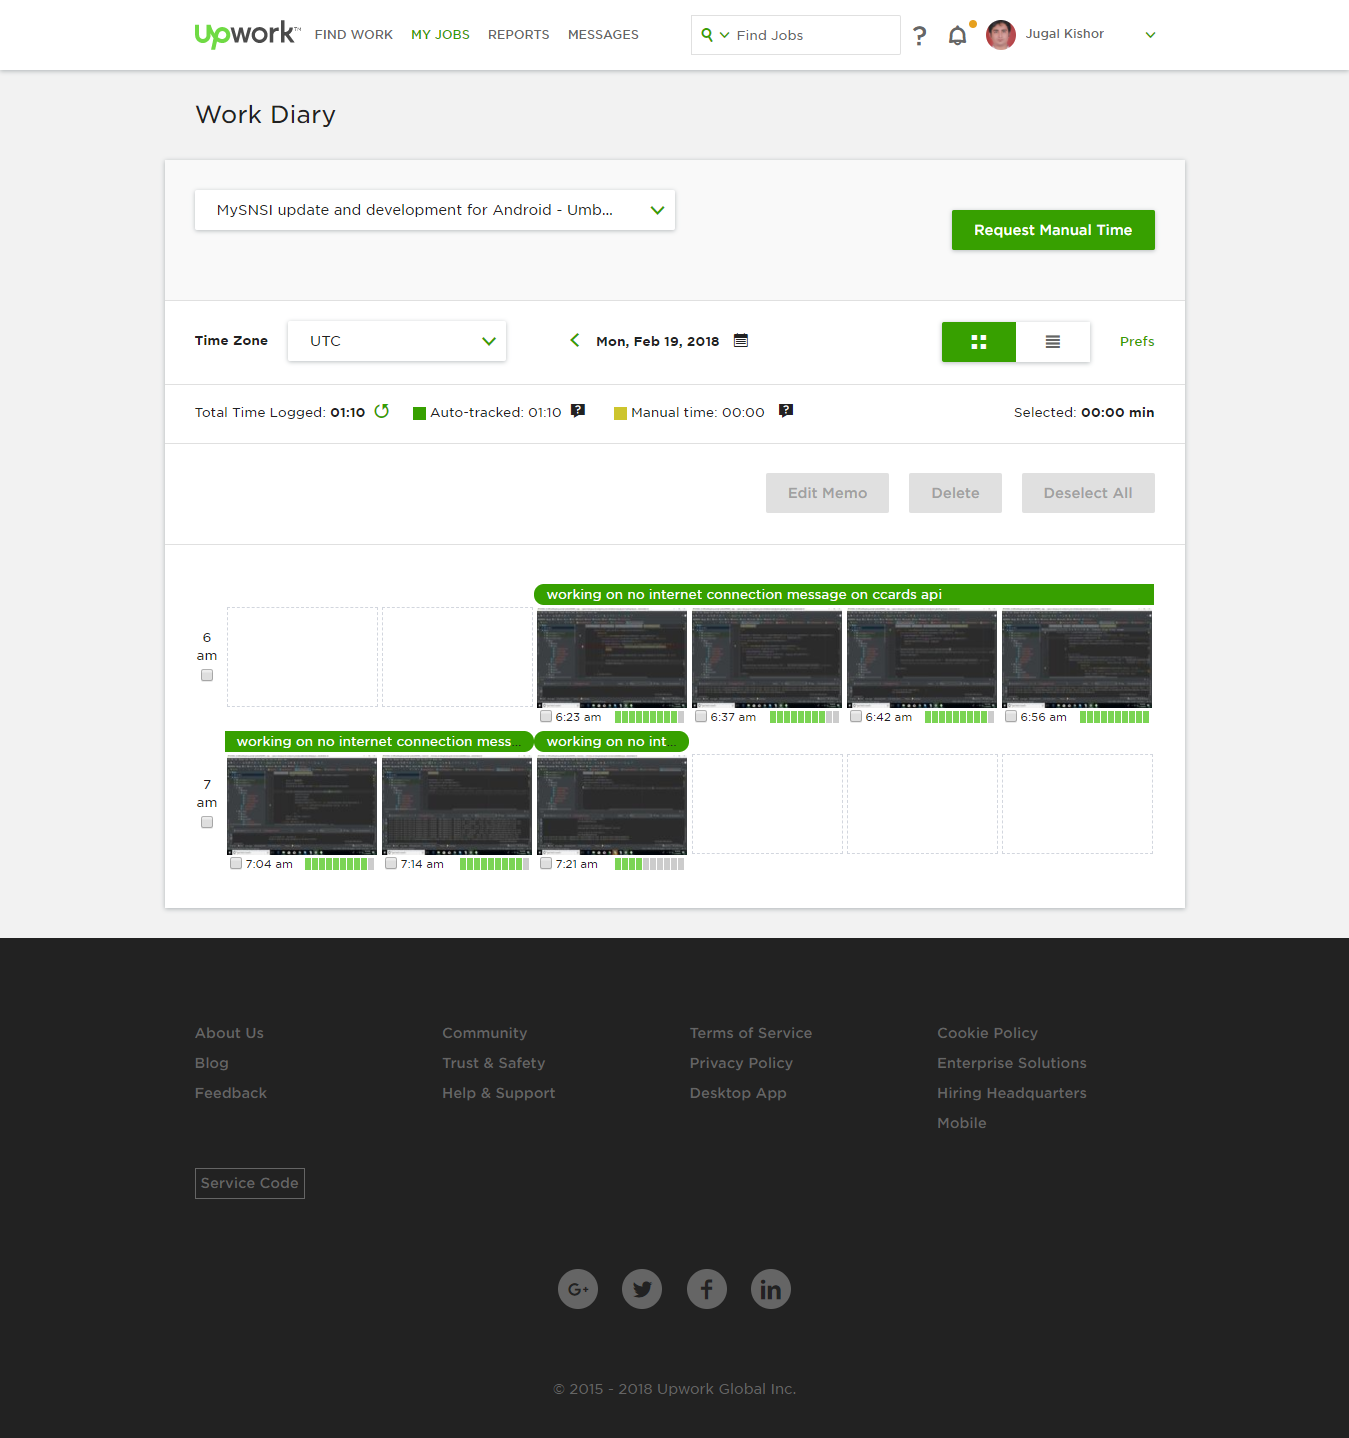 Upwork™ FIND WORK MY JOBS REPORTS MESSAGES Find Jobs ? Jugal Kishor
Work Diary
MySNSI update and development for Android - Umb...
Request Manual Time
Time Zone UTC Mon, Feb 19, 2018 Prefs
Total Time Logged: 01:10 Auto-tracked: 01:10 ? Manual time: 00:00 ? Selected: 00:00 min
Edit Memo Delete Deselect All
working on no internet connection message on ccards api
6
am
6:23 am 6:37 am 6:42 am 6:56 am
working on no internet connection mess... working on no int...
7
am
7:04 am 7:14 am 7:21 am
About Us Community Terms of Service Cookie Policy
Blog Trust & Safety Privacy Policy Enterprise Solutions
Feedback Help & Support Desktop App Hiring Headquarters
Mobile
Service Code
G+ f in
© 2015 - 2018 Upwork Global Inc.